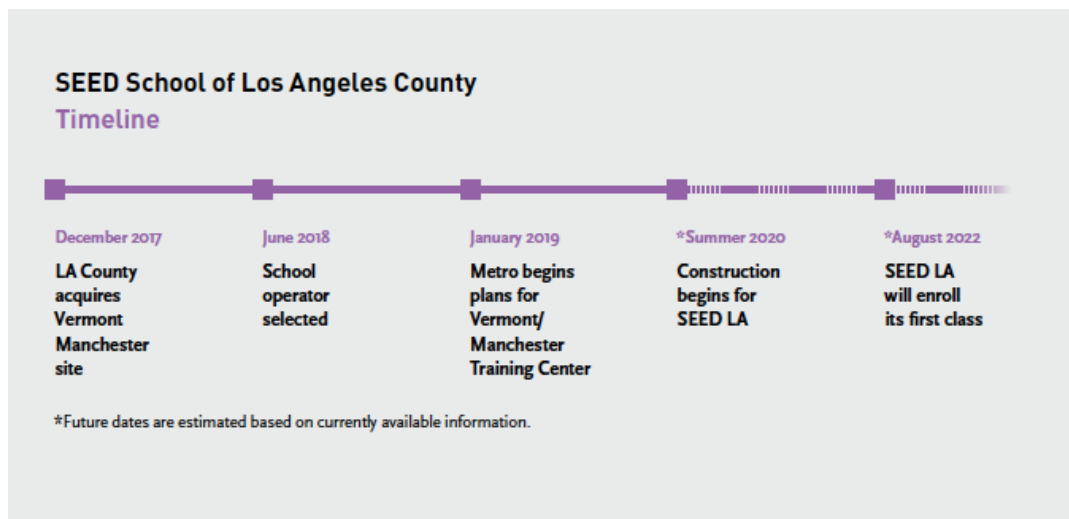 SEED School of Los Angeles County
Timeline
December 2017
LA County
acquires
Vermont
Manchester
site
June 2018
School
operator
selected
January 2019
Metro begins
plans for
Vermont/
Manchester
Training Center
*Summer 2020
Construction
begins for
SEED LA
*August 2022
SEED LA
will enroll
its first class
*Future dates are estimated based on currently available information.